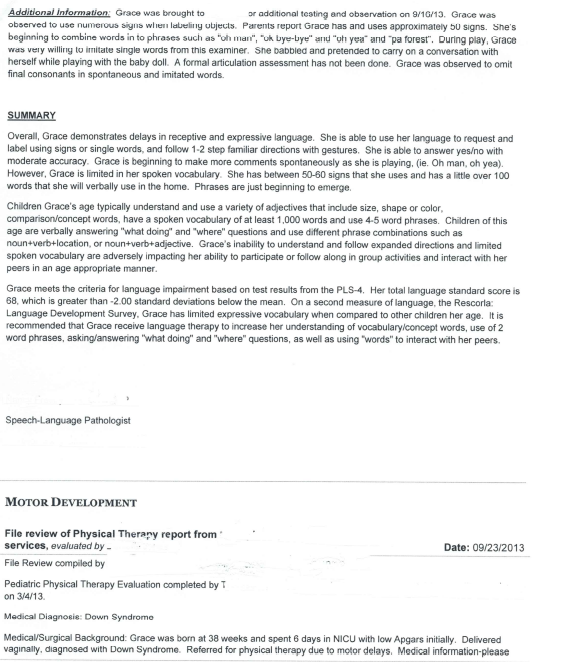 Additional Information: Grace was brought to or additional testing and observation on 9/16/13. Grace was
observed to use numerous signs when labeling objects. Parents report Grace has and uses approximately 50 signs. She's
beginning to combine words in to phrases such as "oh man", "ok bye-bye" and "oh yea" and "pa forest". During play, Grace
was very willing to imitate single words from this examiner. She babbled and pretended to carry on a conversation with
herself while playing with the baby doll. A formal articulation assessment has not been done. Grace was observed to omit
final consonants in spontaneous and imitated words.
SUMMARY
Overall, Grace demonstrates delays in receptive and expressive language. She is able to use her language to request and
label using signs or single words, and follow 1-2 step familiar directions with gestures. She is able to answer yes/no with
moderate accuracy. Grace is beginning to make more comments spontaneously as she is playing, (ie. Oh man, oh yea).
However, Grace is limited in her spoken vocabulary. She has between 50-60 signs that she uses and has a little over 100
words that she will verbally use in the home. Phrases are just beginning to emerge.
Children Grace's age typically understand and use a variety of adjectives that include size, shape or color,
comparison/concept words, have a spoken vocabulary of at least 1,000 words and use 4-5 word phrases. Children of this
age are verbally answering "what doing" and "where" questions and use different phrase combinations such as
noun+verb+location, or noun+verb+adjective. Grace's inability to understand and follow expanded directions and limited
spoken vocabulary are adversely impacting her ability to participate or follow along in group activities and interact with her
peers in an age appropriate manner.
Grace meets the criteria for language impairment based on test results from the PLS-4. Her total language standard score is
68, which is greater than -2.00 standard deviations below the mean. On a second measure of language, the Rescorla:
Language Development Survey, Grace has limited expressive vocabulary when compared to other children her age. It is
recommended that Grace receive language therapy to increase her understanding of vocabulary/concept words, use of 2
word phrases, asking/answering "what doing" and "where" questions, as well as using "words" to interact with her peers.
Speech-Language Pathologist
MOTOR DEVELOPMENT
File review of Physical Therapy report from
services, evaluated by Date: 09/23/2013
File Review compiled by
Pediatric Physical Therapy Evaluation completed by T
on 3/4/13.
Medical Diagnosis: Down Syndrome
Medical/Surgical Background: Grace was born at 38 weeks and spent 6 days in NICU with low Apgars initially. Delivered
vaginally, diagnosed with Down Syndrome. Referred for physical therapy due to motor delays. Medical information-please